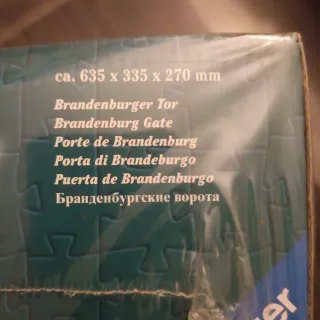 ca. 635 x 335 x 270 mm
Brandenburger Tor
Brandenburg Gate
Porte de Brandenburg
Porta di Brandeburgo
Puerta de Brandenburgo
Бранденбургские ворота